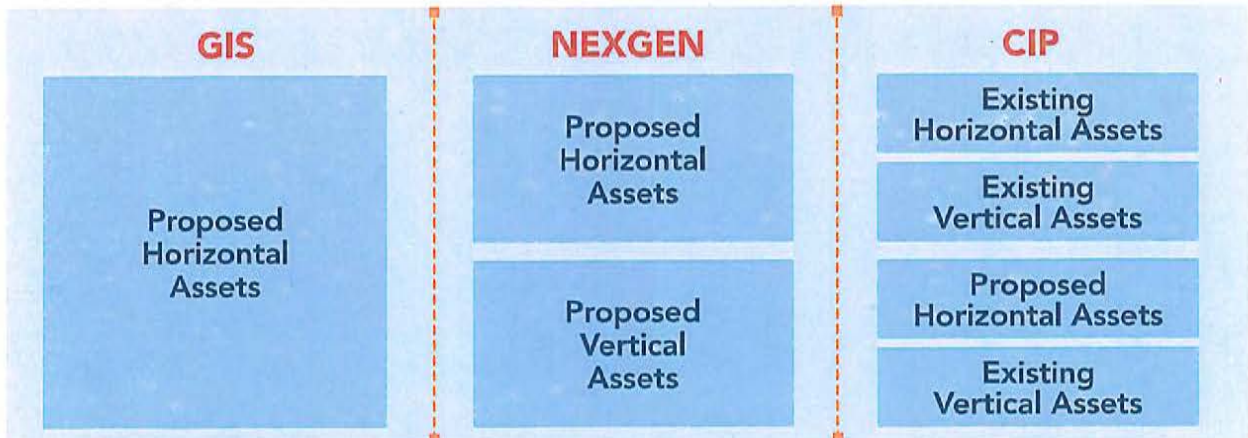 GIS
Proposed
Horizontal
Assets
NEXGEN
Proposed
Horizontal
Assets
Proposed
Vertical
Assets
CIP
Existing
Horizontal Assets
Existing
Vertical Assets
Proposed
Horizontal Assets
Existing
Vertical Assets